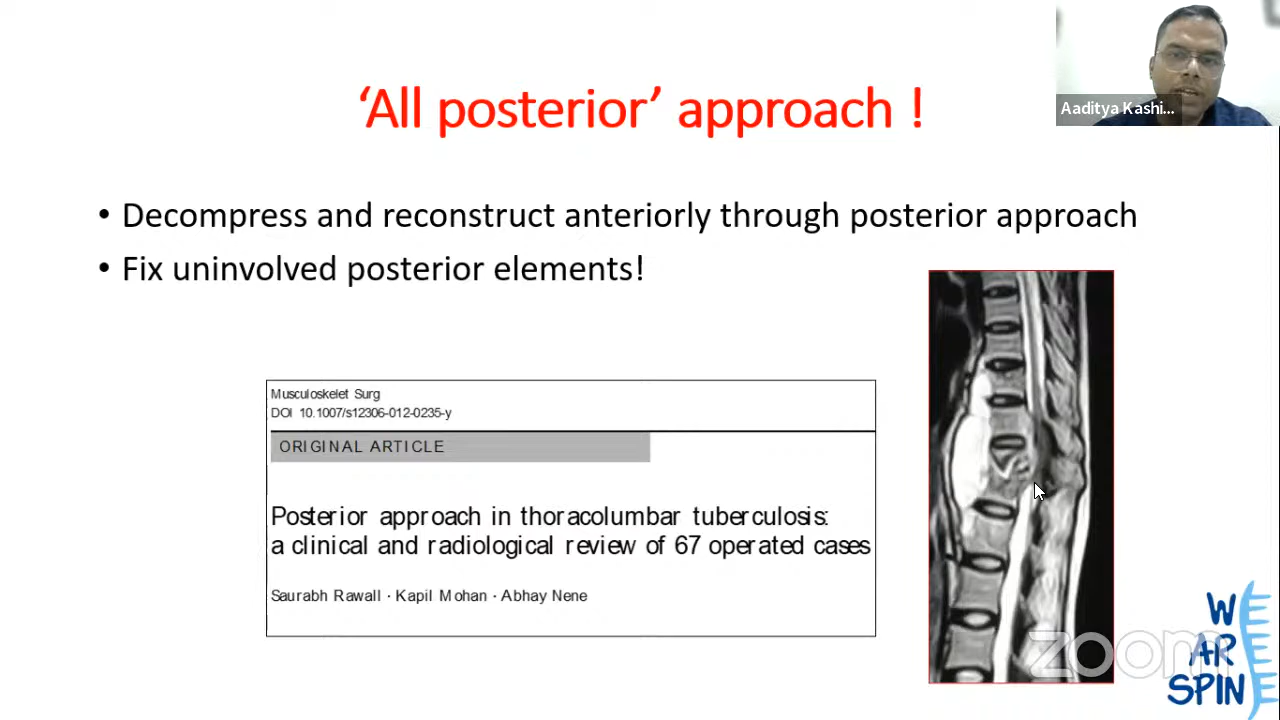 ‘All posterior’ approach !
Aaditya Kashi...
• Decompress and reconstruct anteriorly through posterior approach
• Fix uninvolved posterior elements!
Musculoskelet Surg
DOI 10.1007/s12306-012-0235-y
ORIGINAL ARTICLE
Posterior approach in thoracolumbar tuberculosis:
a clinical and radiological review of 67 operated cases
Saurabh Rawall · Kapil Mohan · Abhay Nene
zoom
W
AR
SPIN